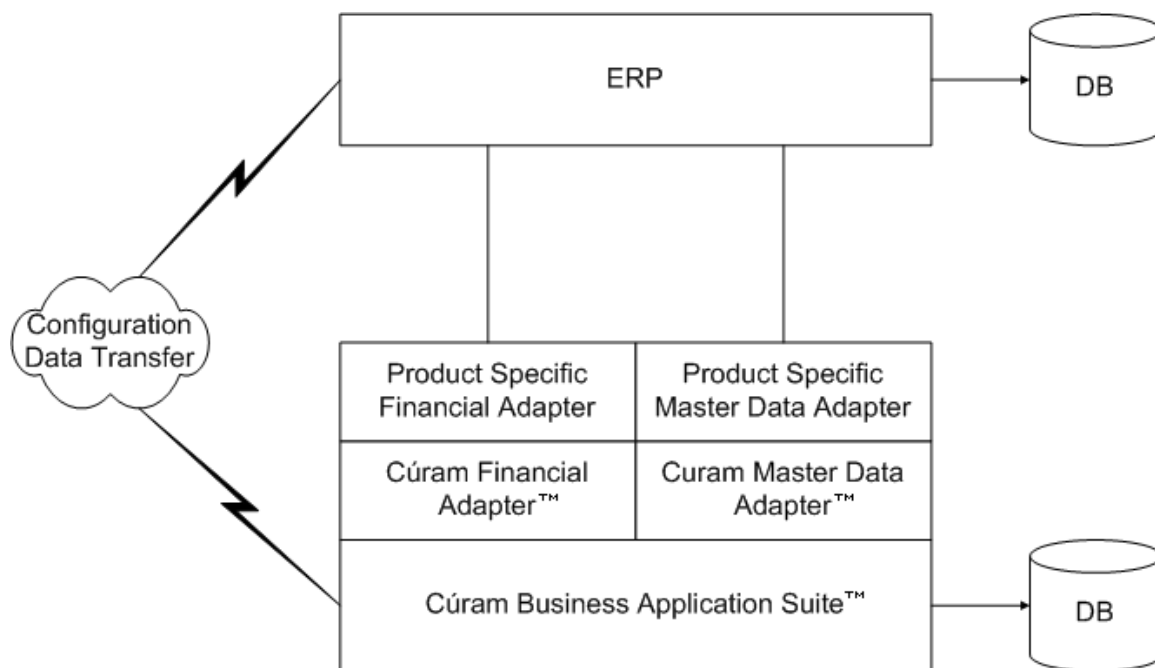 ERP
DB
Configuration
Data Transfer
Product Specific
Financial Adapter
Product Specific
Master Data Adapter
Cúram Financial
Adapter™
Curam Master Data
Adapter™
Cúram Business Application Suite™
DB